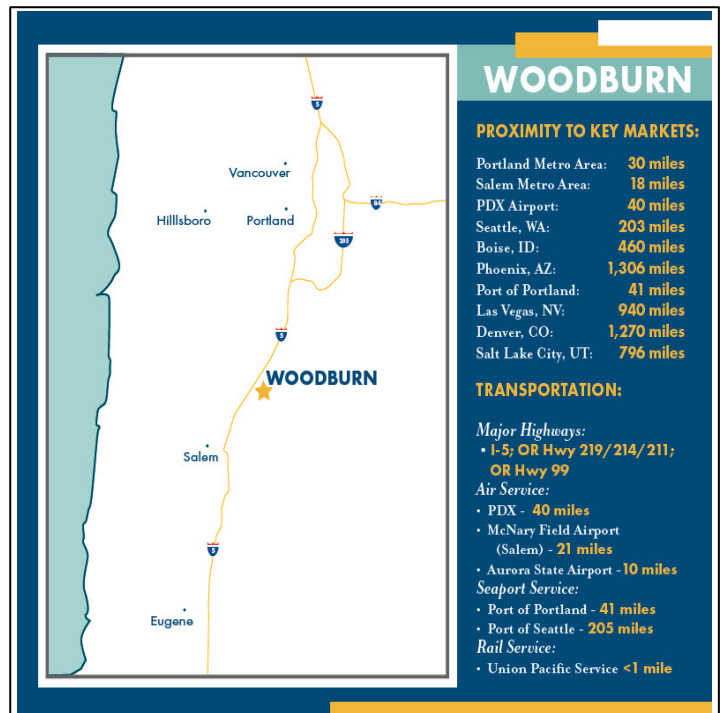 5
Vancouver
Hilllsboro
Portland
84
205
5
WOODBURN
Salem
5
Eugene
WOODBURN
PROXIMITY TO KEY MARKETS:
Portland Metro Area: 30 miles
Salem Metro Area: 18 miles
PDX Airport: 40 miles
Seattle, WA: 203 miles
Boise, ID: 460 miles
Phoenix, AZ: 1,306 miles
Port of Portland: 41 miles
Las Vegas, NV: 940 miles
Denver, CO: 1,270 miles
Salt Lake City, UT: 796 miles
TRANSPORTATION:
Major Highways:
• I-5; OR Hwy 219/214/211;
OR Hwy 99
Air Service:
• PDX - 40 miles
• McNary Field Airport
(Salem) - 21 miles
• Aurora State Airport -10 miles
Seaport Service:
• Port of Portland - 41 miles
• Port of Seattle - 205 miles
Rail Service:
• Union Pacific Service <1 mile